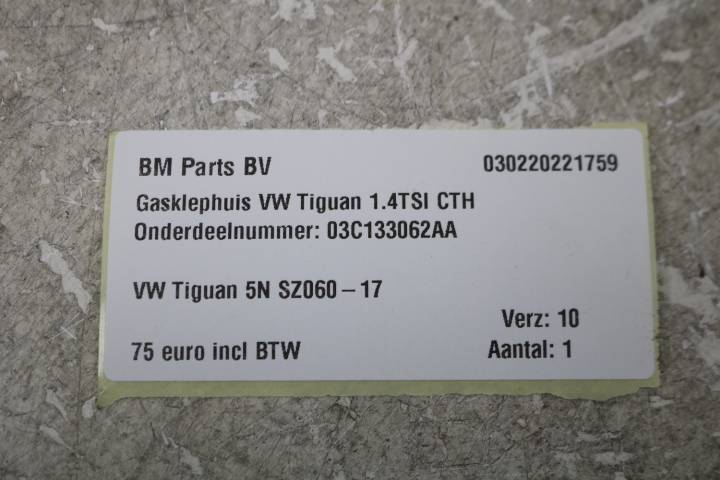 BM Parts BV 030220221759
Gasklephuis VW Tiguan 1.4TSI CTH
Onderdeelnummer: 03C133062AA
VW Tiguan 5N SZ060 – 17
Verz: 10
75 euro incl BTW Aantal: 1